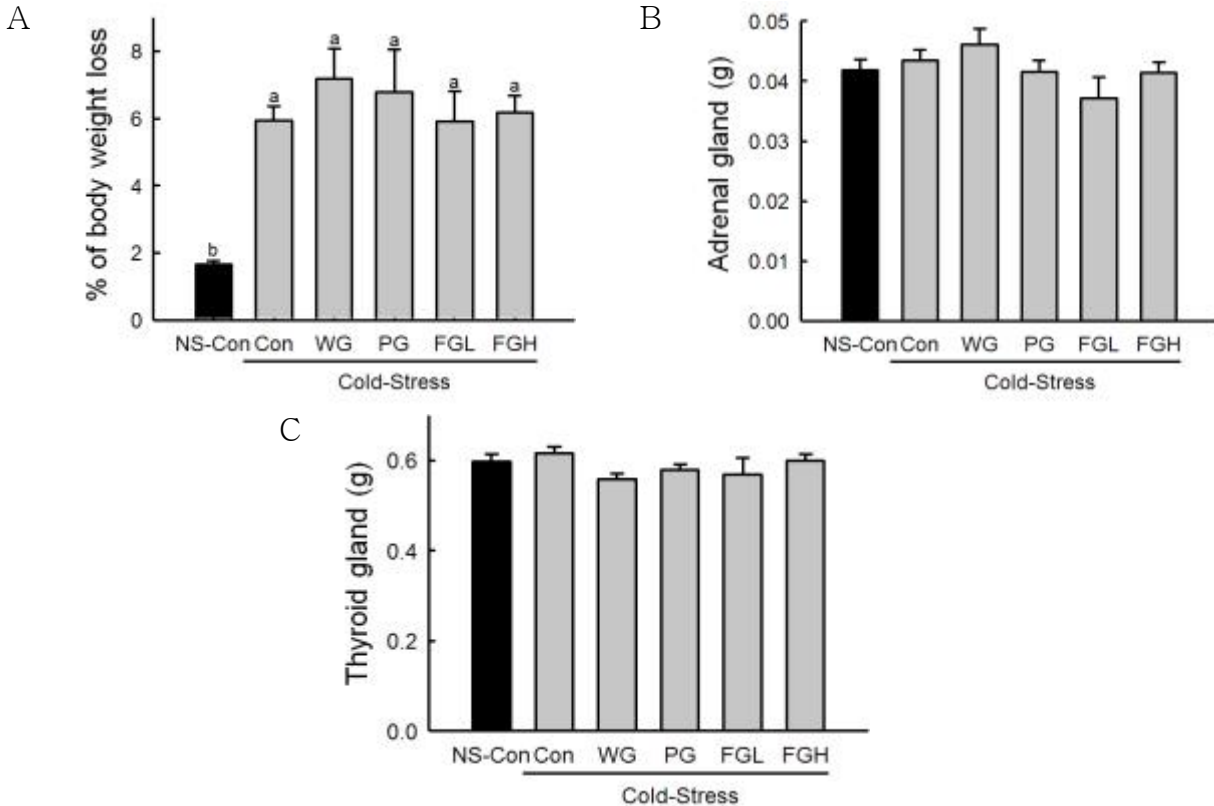 A
% of body weight loss
8
6
4
2
0
a
a
a
a
a
b
NS-Con Con WG PG FGL FGH
Cold-Stress
B
Adrenal gland (g)
0.05
0.04
0.03
0.02
0.01
0.00
NS-Con Con WG PG FGL FGH
Cold-Stress
C
Thyroid gland (g)
0.6
0.4
0.2
0.0
NS-Con Con WG PG FGL FGH
Cold-Stress